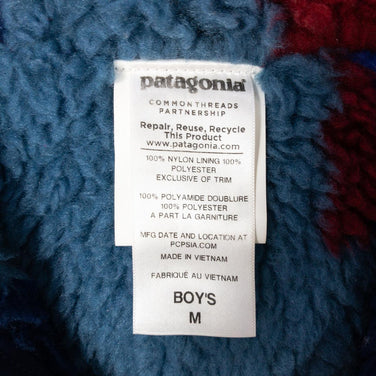 patagonia
COMMONTHREADS
PARTNERSHIP
Repair, Reuse, Recycle
This Product
www.patagonia.com
100% NYLON LINING 100%
POLYESTER
EXCLUSIVE OF TRIM
100% POLYAMIDE DOUBLURE
100% POLYESTER
A PART LA GARNITURE
MFG DATE AND LOCATION AT
PCPSIA.COM
MADE IN VIETNAM
FABRIQUÉ AU VIETNAM
BOY'S
M